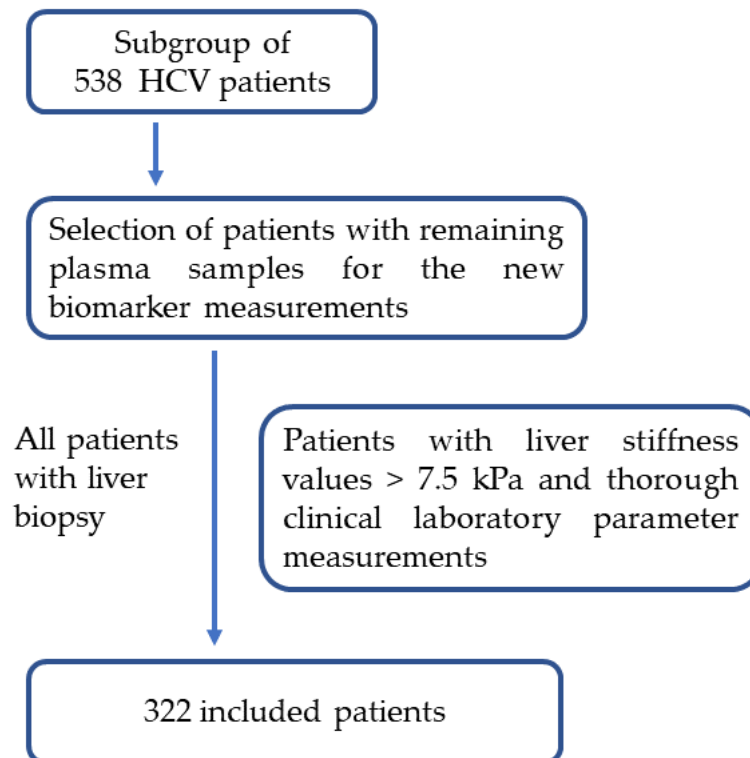 Subgroup of
538 HCV patients
Selection of patients with remaining
plasma samples for the new
biomarker measurements
All patients
with liver
biopsy
Patients with liver stiffness
values > 7.5 kPa and thorough
clinical laboratory parameter
measurements
322 included patients